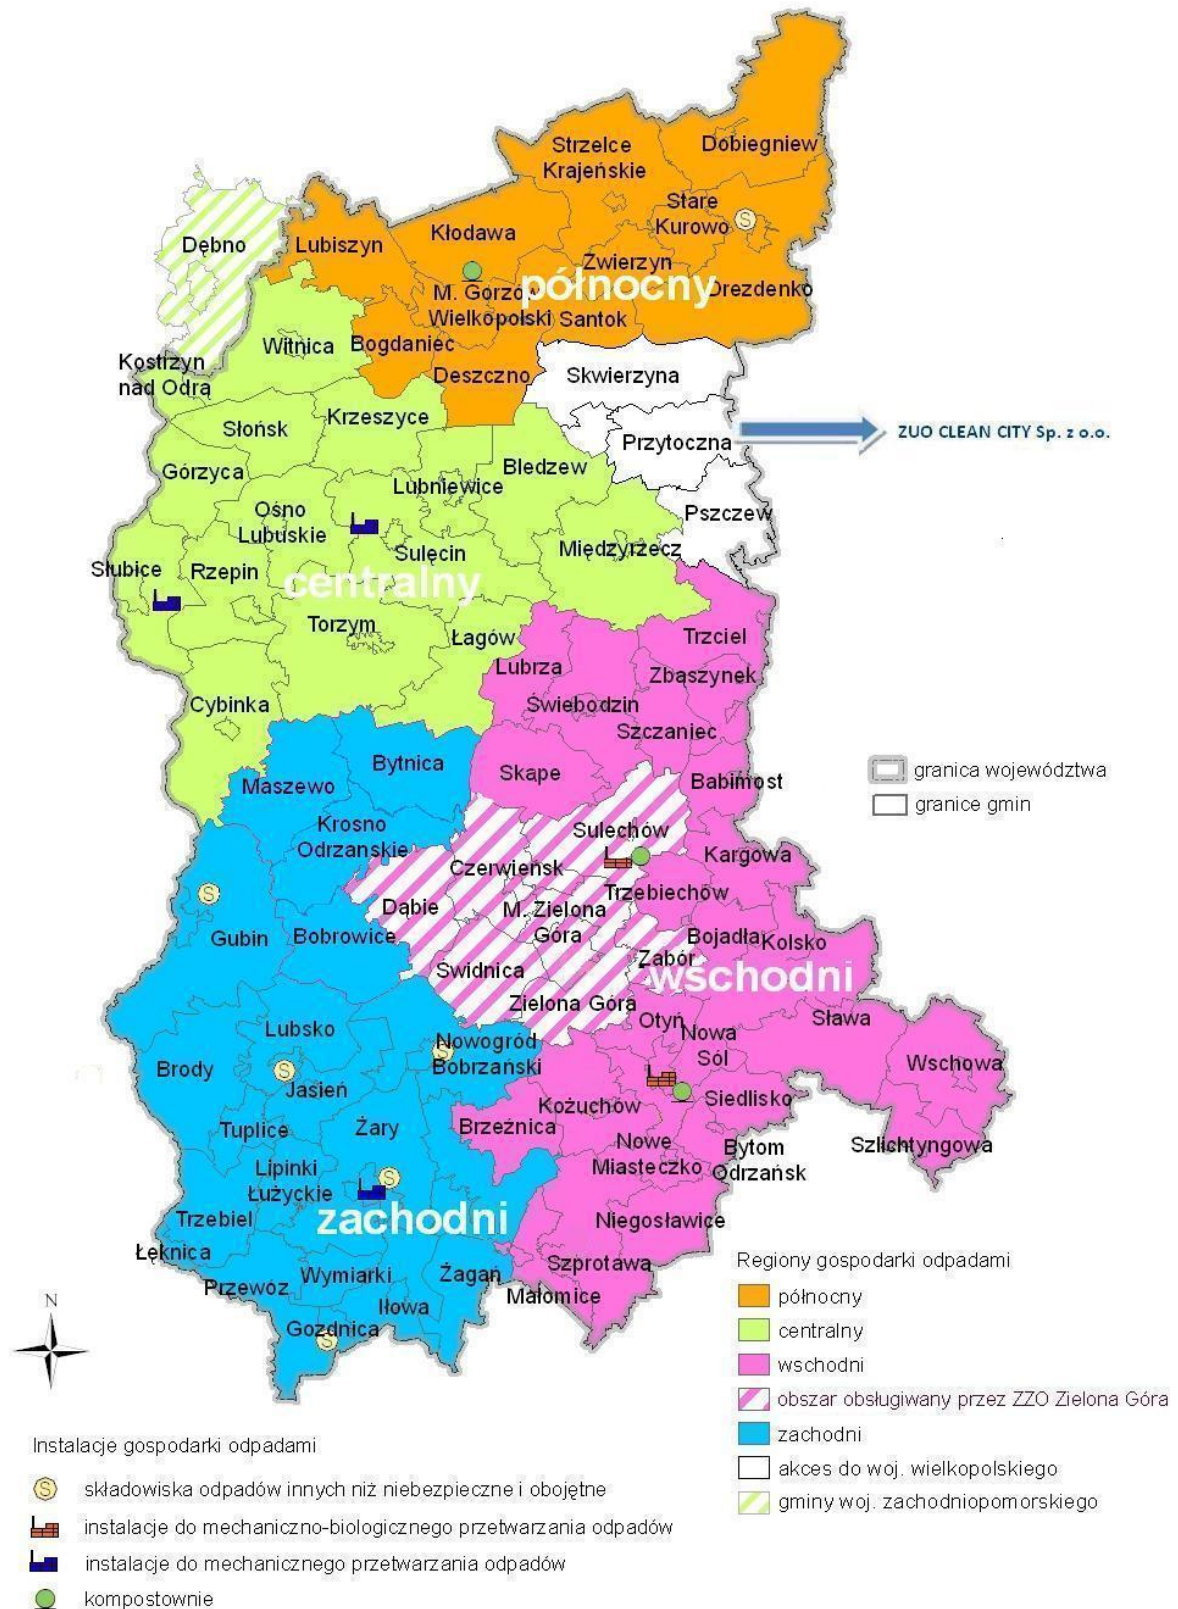 Dobiegniew
Strzelce
Krajeńskie
Stare
Kurowo
Dębno
Lubiszyn
Kłodawa
Zwierzyn
północny
Drezdenko
M. Gorzów
Wielkopolski
Santok
Witnica
Bogdaniec
Kostrzyn
nad Odrą
Deszczno
Skwierzyna
Słońsk
Krzeszyce
Przytoczna
ZUO CLEAN CITY Sp. z o.o.
Górzyca
Bledzew
Lubniewice
Ośno
Lubuskie
Pszczew
Sulęcin
Międzyrzecz
Słubice
Rzepin
centralny
Torzym
Łagów
Trzciel
Lubrza
Zbąszynek
Cybinka
Świebodzin
Szczaniec
Bytnica
Skąpe
Babimost
Maszewo
granica województwa
granice gmin
Krosno
Odrzańskie
Sulechów
Czerwieńsk
Kargowa
Trzebiechów
Dąbie
M. Zielona
Góra
Gubin
Bobrowice
Bojadła
Kolsko
Zabór
wschodni
Świdnica
Zielona Góra
Otyń
Sława
Lubsko
Nowogród
Bobrzański
Nowa
Sól
Wschowa
Brody
Jasień
Siedlisko
Kożuchów
Tuplice
Żary
Brzeźnica
Nowe
Miasteczko
Bytom
Odrzańsk
Szlichtyngowa
Lipinki
Łużyckie
zachodni
Trzebiel
Niegosławice
Łęknica
Szprotawa
Przewóz
Wymiarki
Żagań
Małomice
Iłowa
Gozdnica
N
Regiony gospodarki odpadami
północny
centralny
wschodni
obszar obsługiwany przez ZZO Zielona Góra
zachodni
akces do woj. wielkopolskiego
gminy woj. zachodniopomorskiego
Instalacje gospodarki odpadami
S składowiska odpadów innych niż niebezpieczne i obojętne
instalacje do mechaniczno-biologicznego przetwarzania odpadów
instalacje do mechanicznego przetwarzania odpadów
kompostownie